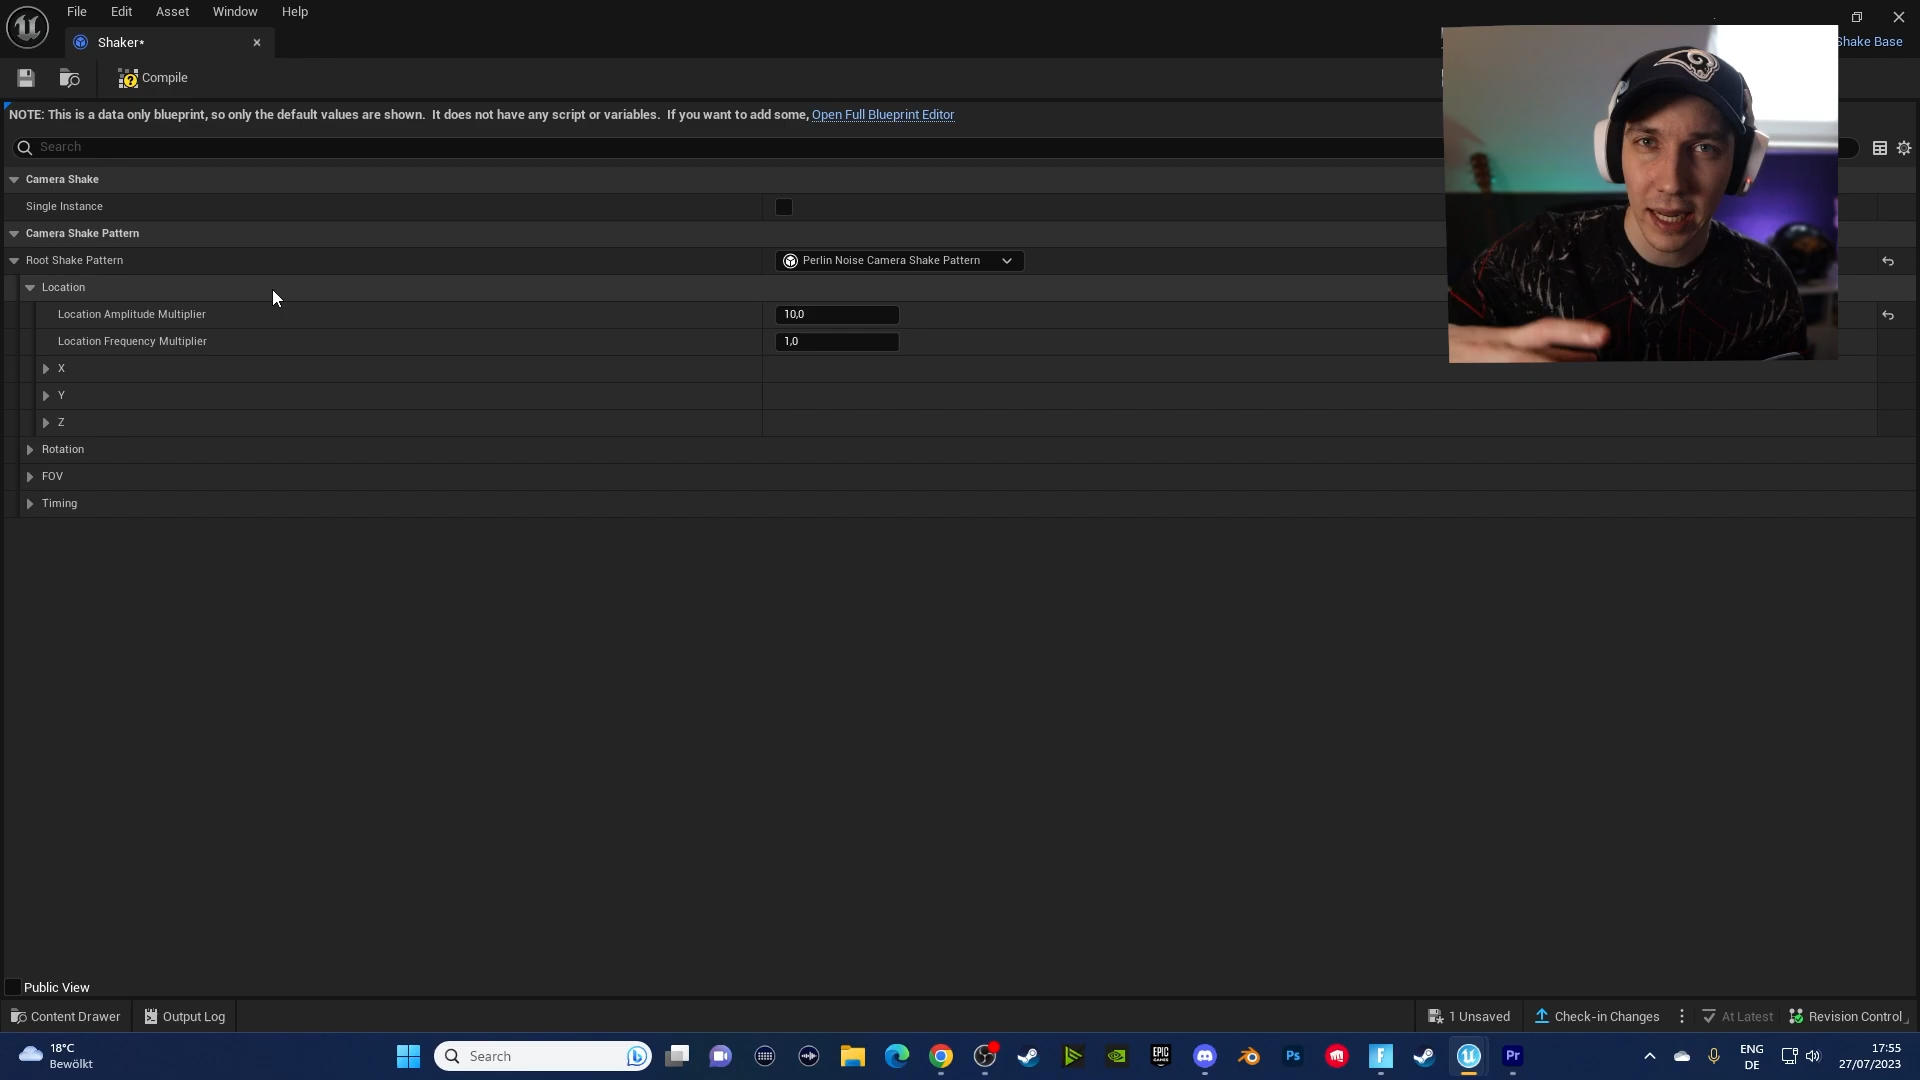 File Edit Asset Window Help
Shaker*
Shake Base
Compile
NOTE: This is a data only blueprint, so only the default values are shown. It does not have any script or variables. If you want to add some, Open Full Blueprint Editor
Search
Camera Shake
Single Instance
Camera Shake Pattern
Root Shake Pattern
Perlin Noise Camera Shake Pattern
Location
Location Amplitude Multiplier
10,0
Location Frequency Multiplier
1,0
X
Y
Z
Rotation
FOV
Timing
Public View
Content Drawer
Output Log
1 Unsaved
Check-in Changes
At Latest
Revision Control
18°C
Bewölkt
Search
EPIC
GAMES
Ps
Pr
ENG
DE
17:55
27/07/2023